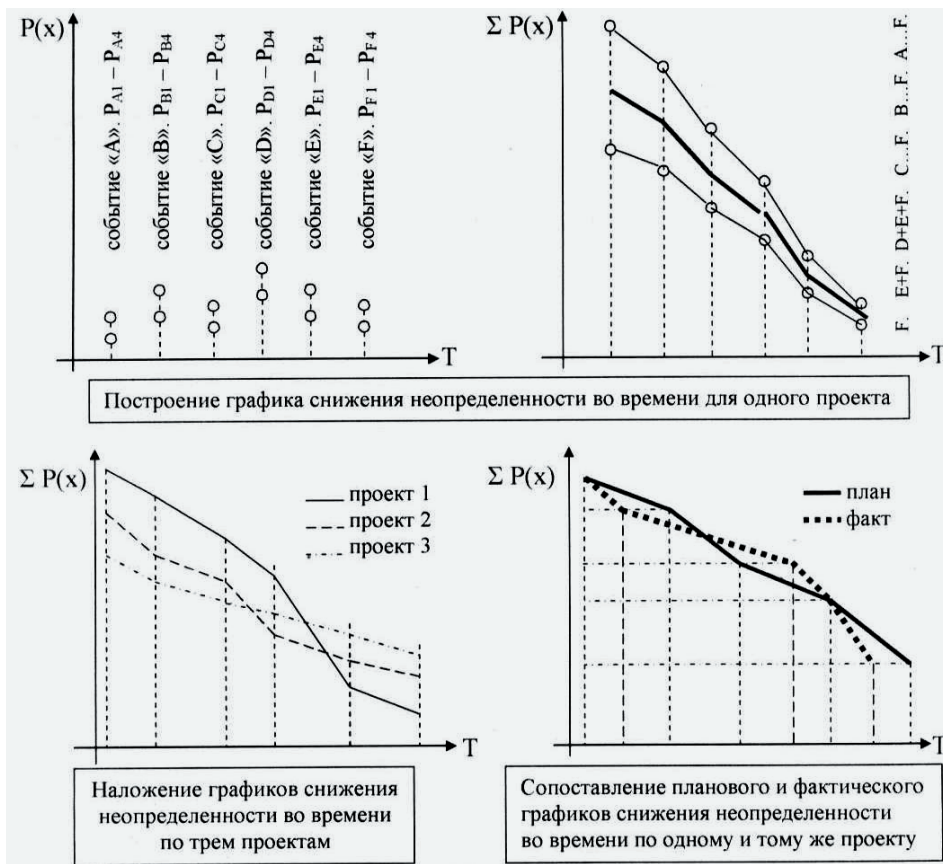 P(x)
событие «А». P_A1 – P_A4
событие «В». P_B1 – P_B4
событие «С». P_C1 – P_C4
событие «D». P_D1 – P_D4
событие «Е». P_E1 – P_E4
событие «F». P_F1 – P_F4
T
Σ P(x)
F. E+F. D+E+F. C...F. B...F. A...F.
T
Построение графика снижения неопределенности во времени для одного проекта
Σ P(x)
проект 1
проект 2
проект 3
T
Σ P(x)
план
факт
T
Наложение графиков снижения
неопределенности во времени
по трем проектам
Сопоставление планового и фактического
графиков снижения неопределенности
во времени по одному и тому же проекту